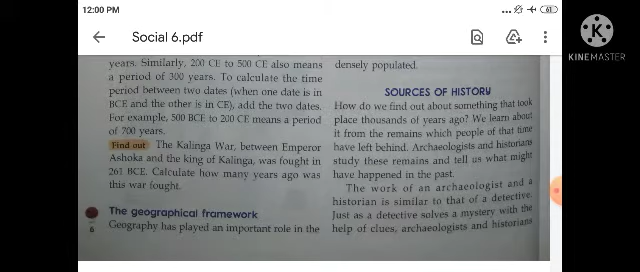 12:00 PM
61
Social 6.pdf
K
KINEMASTER
years. Similarly, 200 CE to 500 CE also means
a period of 300 years. To calculate the time
period between two dates (when one date is in
BCE and the other is in CE), add the two dates.
For example, 500 BCE to 200 CE means a period
of 700 years.
Find out The Kalinga War, between Emperor
Ashoka and the king of Kalinga, was fought in
261 BCE. Calculate how many years ago was
this war fought.
The geographical framework
Geography has played an important role in the
6
densely populated.
SOURCES OF HISTORY
How do we find out about something that took
place thousands of years ago? We learn about
it from the remains which people of that time
have left behind. Archaeologists and historians
study these remains and tell us what might
have happened in the past.
The work of an archaeologist and a
historian is similar to that of a detective.
Just as a detective solves a mystery with the
help of clues, archaeologists and historians